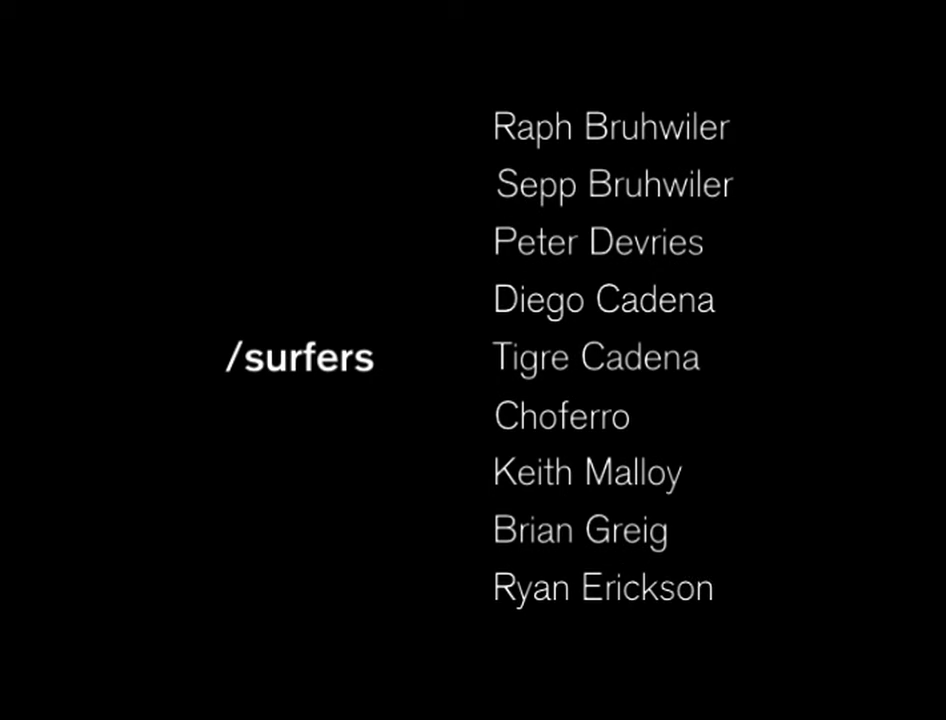 /surfers
Raph Bruhwiler
Sepp Bruhwiler
Peter Devries
Diego Cadena
Tigre Cadena
Choferro
Keith Malloy
Brian Greig
Ryan Erickson